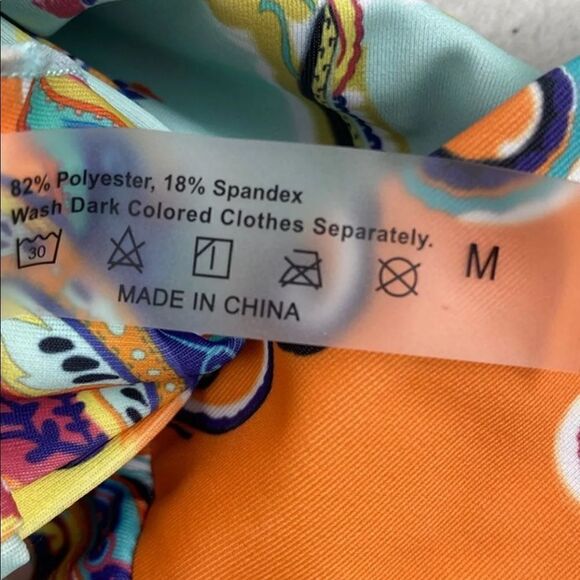 82% Polyester, 18% Spandex
Wash Dark Colored Clothes Separately.
30
M
MADE IN CHINA